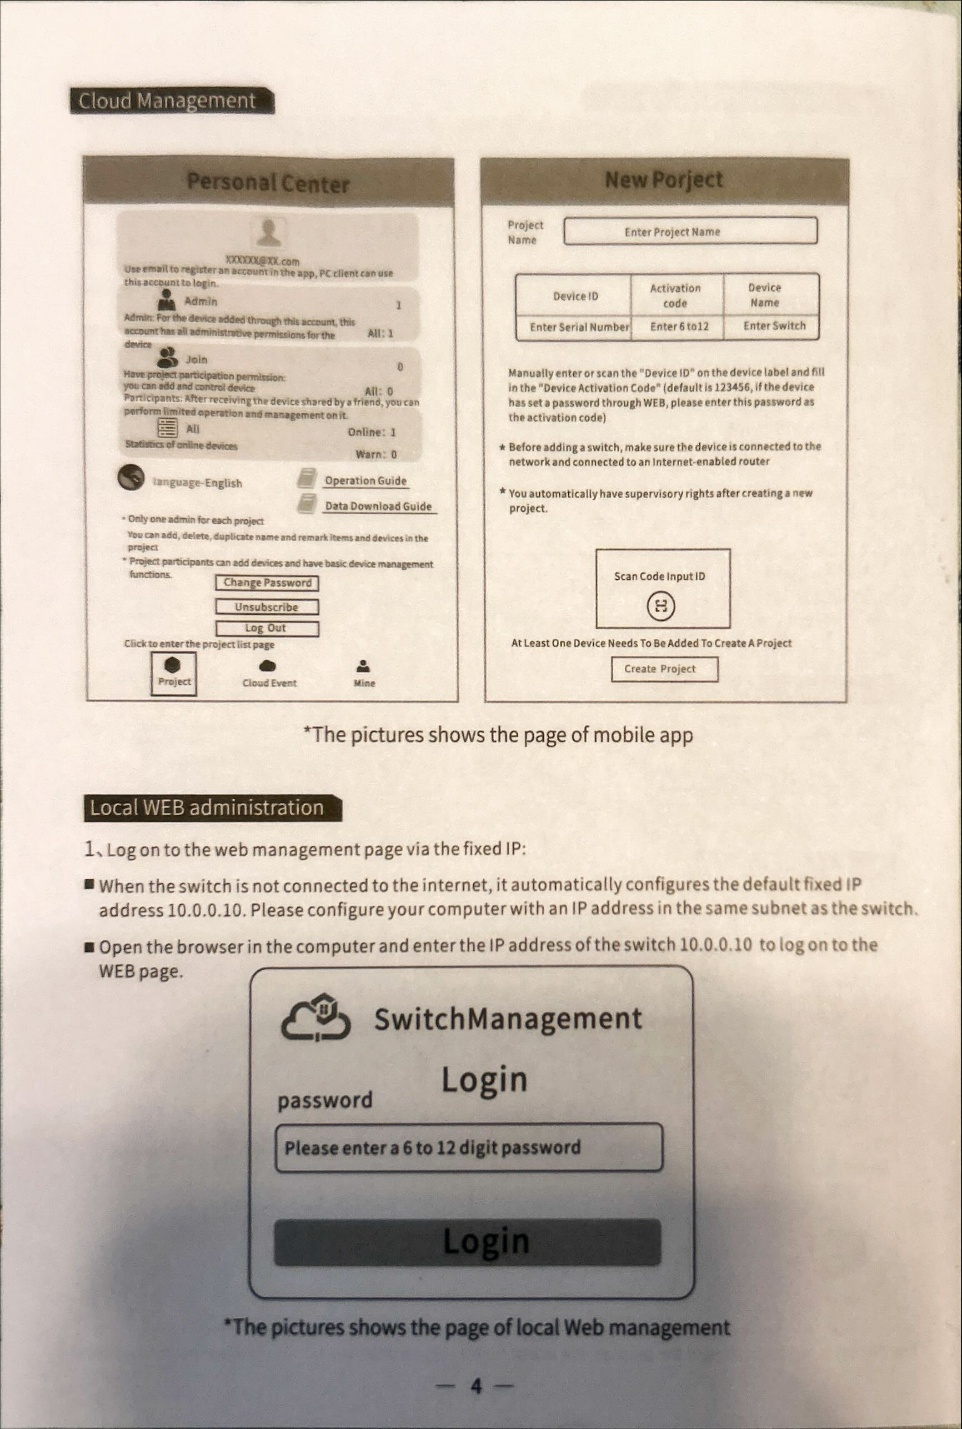 Cloud Management
Personal Center
XXXXXX@XX.com
Use email to register an account in the app, PC client can use
this account to login.
Admin
1
Admin: For the device added through this account, this
account has all administrative permissions for the
device
All: 1
Join
0
Have project participation permission:
you can add and control device
All: 0
Participants: After receiving the device shared by a friend, you can
perform limited operation and management on it.
All
Online: 1
Statistics of online devices
Warn: 0
language-English
Operation Guide
Data Download Guide
* Only one admin for each project
You can add, delete, duplicate name and remark items and devices in the
project
* Project participants can add devices and have basic device management
functions.
Change Password
Unsubscribe
Log Out
Click to enter the project list page
Project
Cloud Event
Mine
New Porject
Project
Name
Enter Project Name
Device ID
Activation
code
Device
Name
Enter Serial Number
Enter 6 to12
Enter Switch
Manually enter or scan the "Device ID" on the device label and fill
in the "Device Activation Code" (default is 123456, if the device
has set a password through WEB, please enter this password as
the activation code)
* Before adding a switch, make sure the device is connected to the
network and connected to an Internet-enabled router
* You automatically have supervisory rights after creating a new
project.
Scan Code Input ID
At Least One Device Needs To Be Added To Create A Project
Create Project
*The pictures shows the page of mobile app
Local WEB administration
1、Log on to the web management page via the fixed IP:
■ When the switch is not connected to the internet, it automatically configures the default fixed IP
address 10.0.0.10. Please configure your computer with an IP address in the same subnet as the switch.
■ Open the browser in the computer and enter the IP address of the switch 10.0.0.10 to log on to the
WEB page.
SwitchManagement
Login
password
Please enter a 6 to 12 digit password
Login
*The pictures shows the page of local Web management
— 4 —